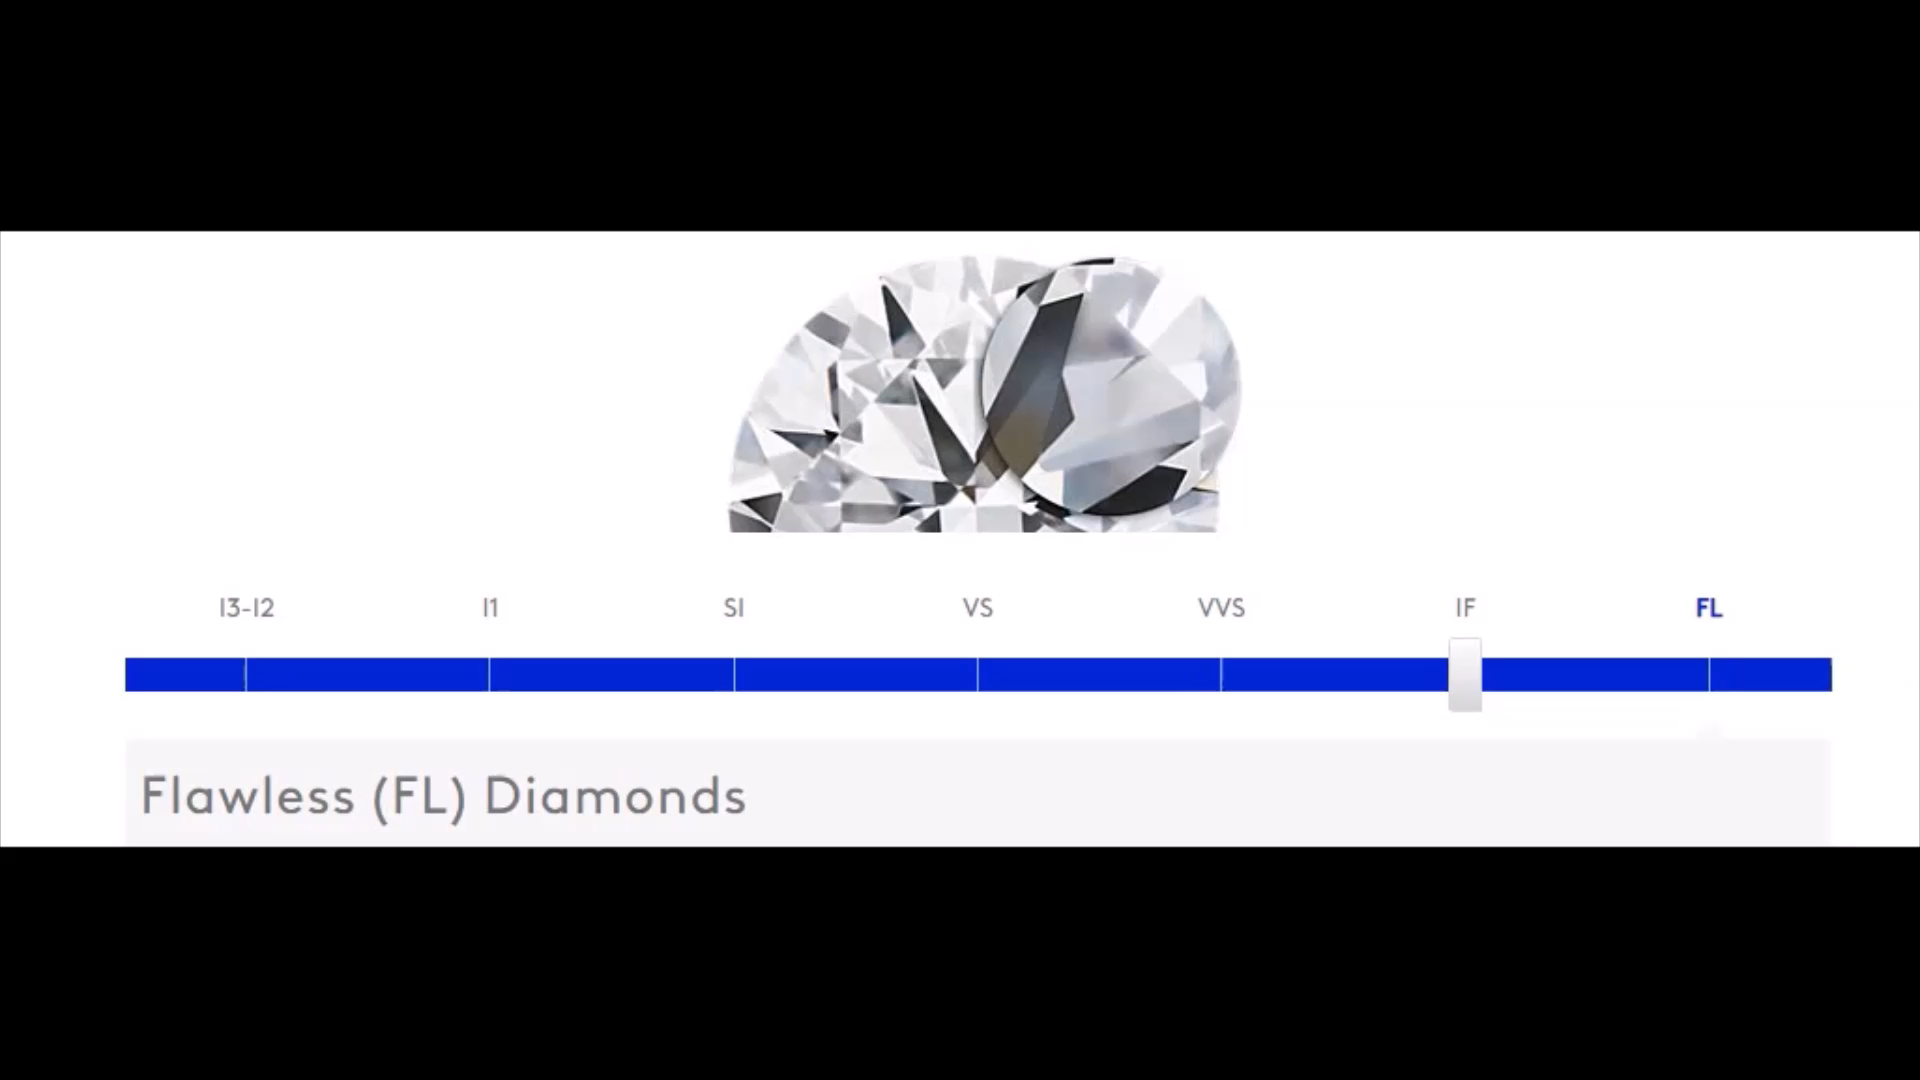 I3-I2 I1 SI VS VVS IF FL
Flawless (FL) Diamonds